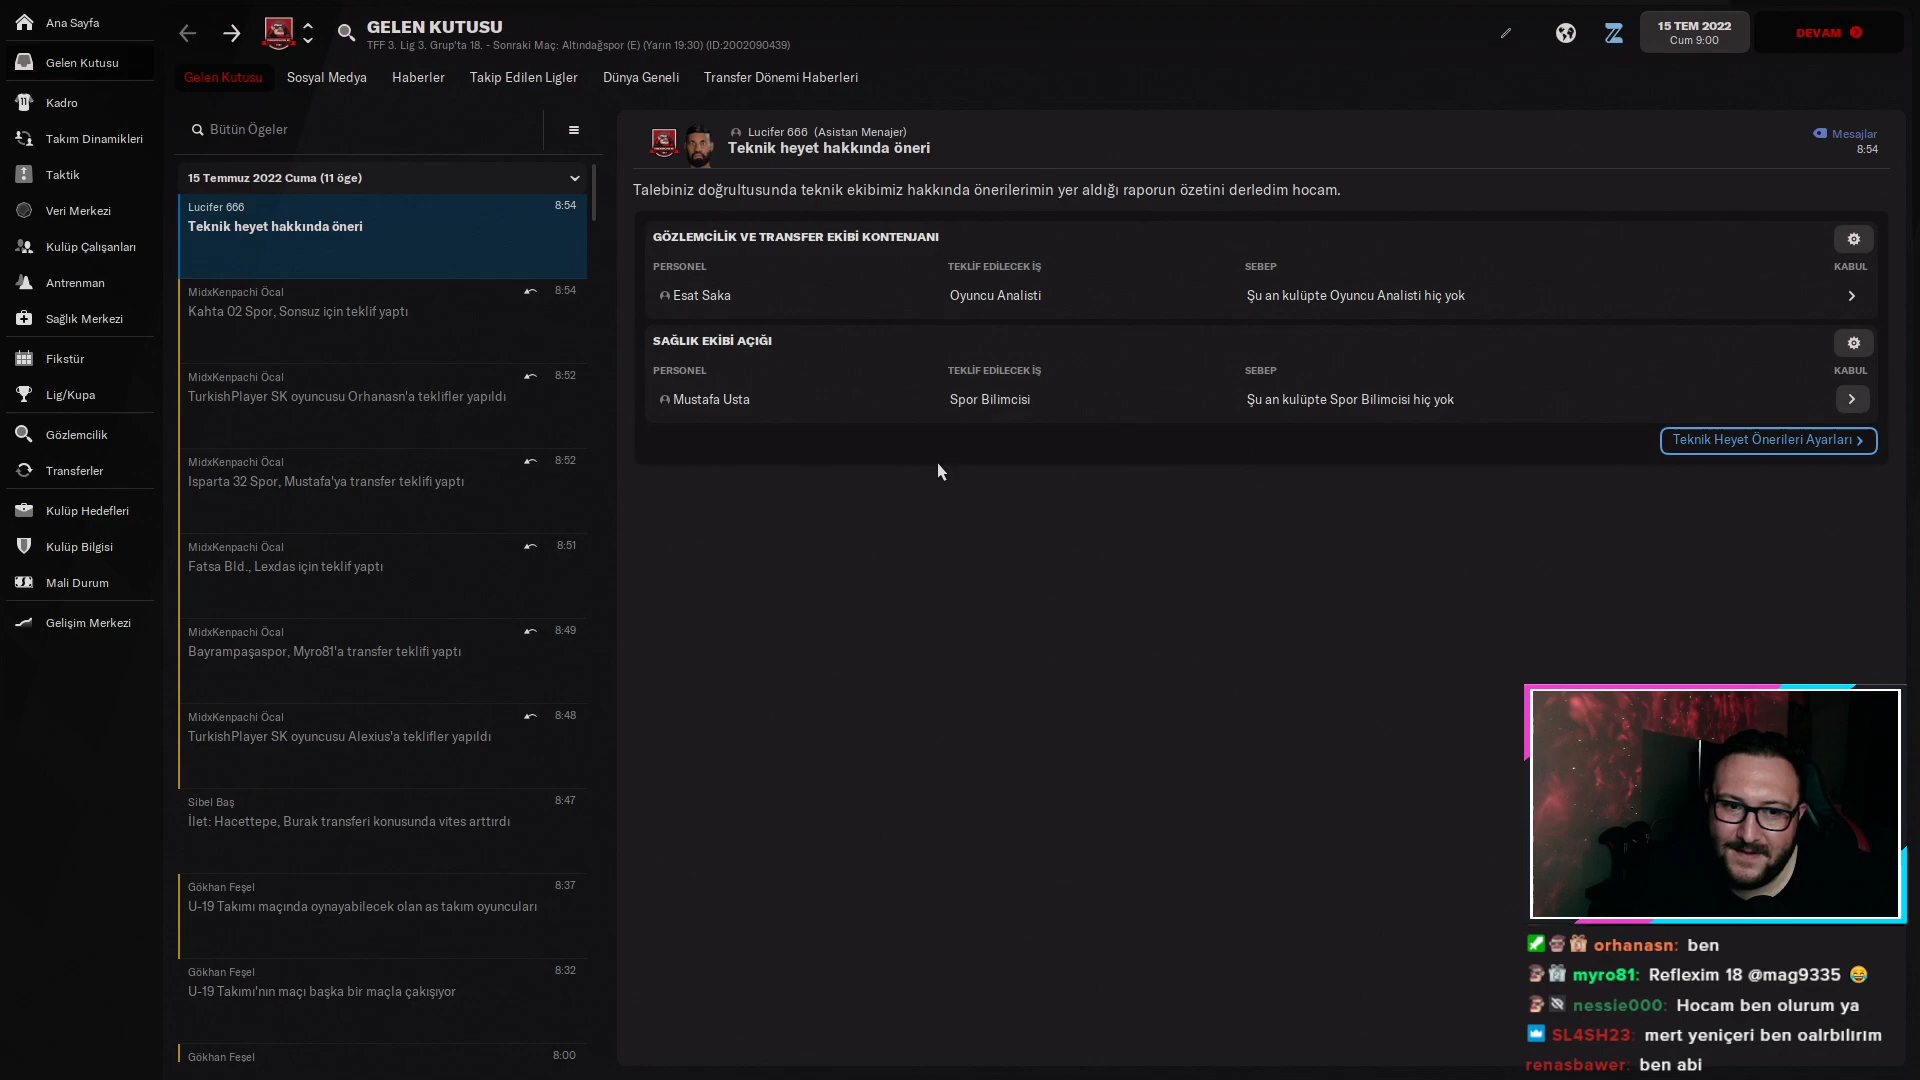 Ana Sayfa
Gelen Kutusu
Kadro
Takım Dinamikleri
Taktik
Veri Merkezi
Kulüp Çalışanları
Antrenman
Sağlık Merkezi
Fikstür
Lig/Kupa
Gözlemcilik
Transferler
Kulüp Hedefleri
Kulüp Bilgisi
Mali Durum
Gelişim Merkezi
GELEN KUTUSU
TFF 3. Lig 3. Grup'ta 18. - Sonraki Maç: Altındağspor (E) (Yarın 19:30) (ID:2002090439)
15 TEM 2022
Cum 9:00
DEVAM
Gelen Kutusu Sosyal Medya Haberler Takip Edilen Ligler Dünya Geneli Transfer Dönemi Haberleri
Bütün Ögeler
15 Temmuz 2022 Cuma (11 öge)
Lucifer 666 8:54
Teknik heyet hakkında öneri
MidxKenpachi Öcal 8:54
Kahta 02 Spor, Sonsuz için teklif yaptı
MidxKenpachi Öcal 8:52
TurkishPlayer SK oyuncusu Orhanasn'a teklifler yapıldı
MidxKenpachi Öcal 8:52
Isparta 32 Spor, Mustafa'ya transfer teklifi yaptı
MidxKenpachi Öcal 8:51
Fatsa Bld., Lexdas için teklif yaptı
MidxKenpachi Öcal 8:49
Bayrampaşaspor, Myro81'a transfer teklifi yaptı
MidxKenpachi Öcal 8:48
TurkishPlayer SK oyuncusu Alexius'a teklifler yapıldı
Sibel Baş 8:47
İlet: Hacettepe, Burak transferi konusunda vites arttırdı
Gökhan Feşel 8:37
U-19 Takımı maçında oynayabilecek olan as takım oyuncuları
Gökhan Feşel 8:32
U-19 Takımı'nın maçı başka bir maçla çakışıyor
Gökhan Feşel 8:00
Lucifer 666 (Asistan Menajer)
Teknik heyet hakkında öneri
Mesajlar
8:54
Talebiniz doğrultusunda teknik ekibimiz hakkında önerilerimin yer aldığı raporun özetini derledim hocam.
GÖZLEMCİLİK VE TRANSFER EKİBİ KONTENJANI
PERSONEL TEKLİF EDİLECEK İŞ SEBEP KABUL
Esat Saka Oyuncu Analisti Şu an kulüpte Oyuncu Analisti hiç yok
SAĞLIK EKİBİ AÇIĞI
PERSONEL TEKLİF EDİLECEK İŞ SEBEP KABUL
Mustafa Usta Spor Bilimcisi Şu an kulüpte Spor Bilimcisi hiç yok
Teknik Heyet Önerileri Ayarları
orhanasn: ben
myro81: Reflexim 18 @mag9335 😂
nessie000: Hocam ben olurum ya
SL4SH23: mert yeniçeri ben oalrbılırım
renasbawer: ben abi